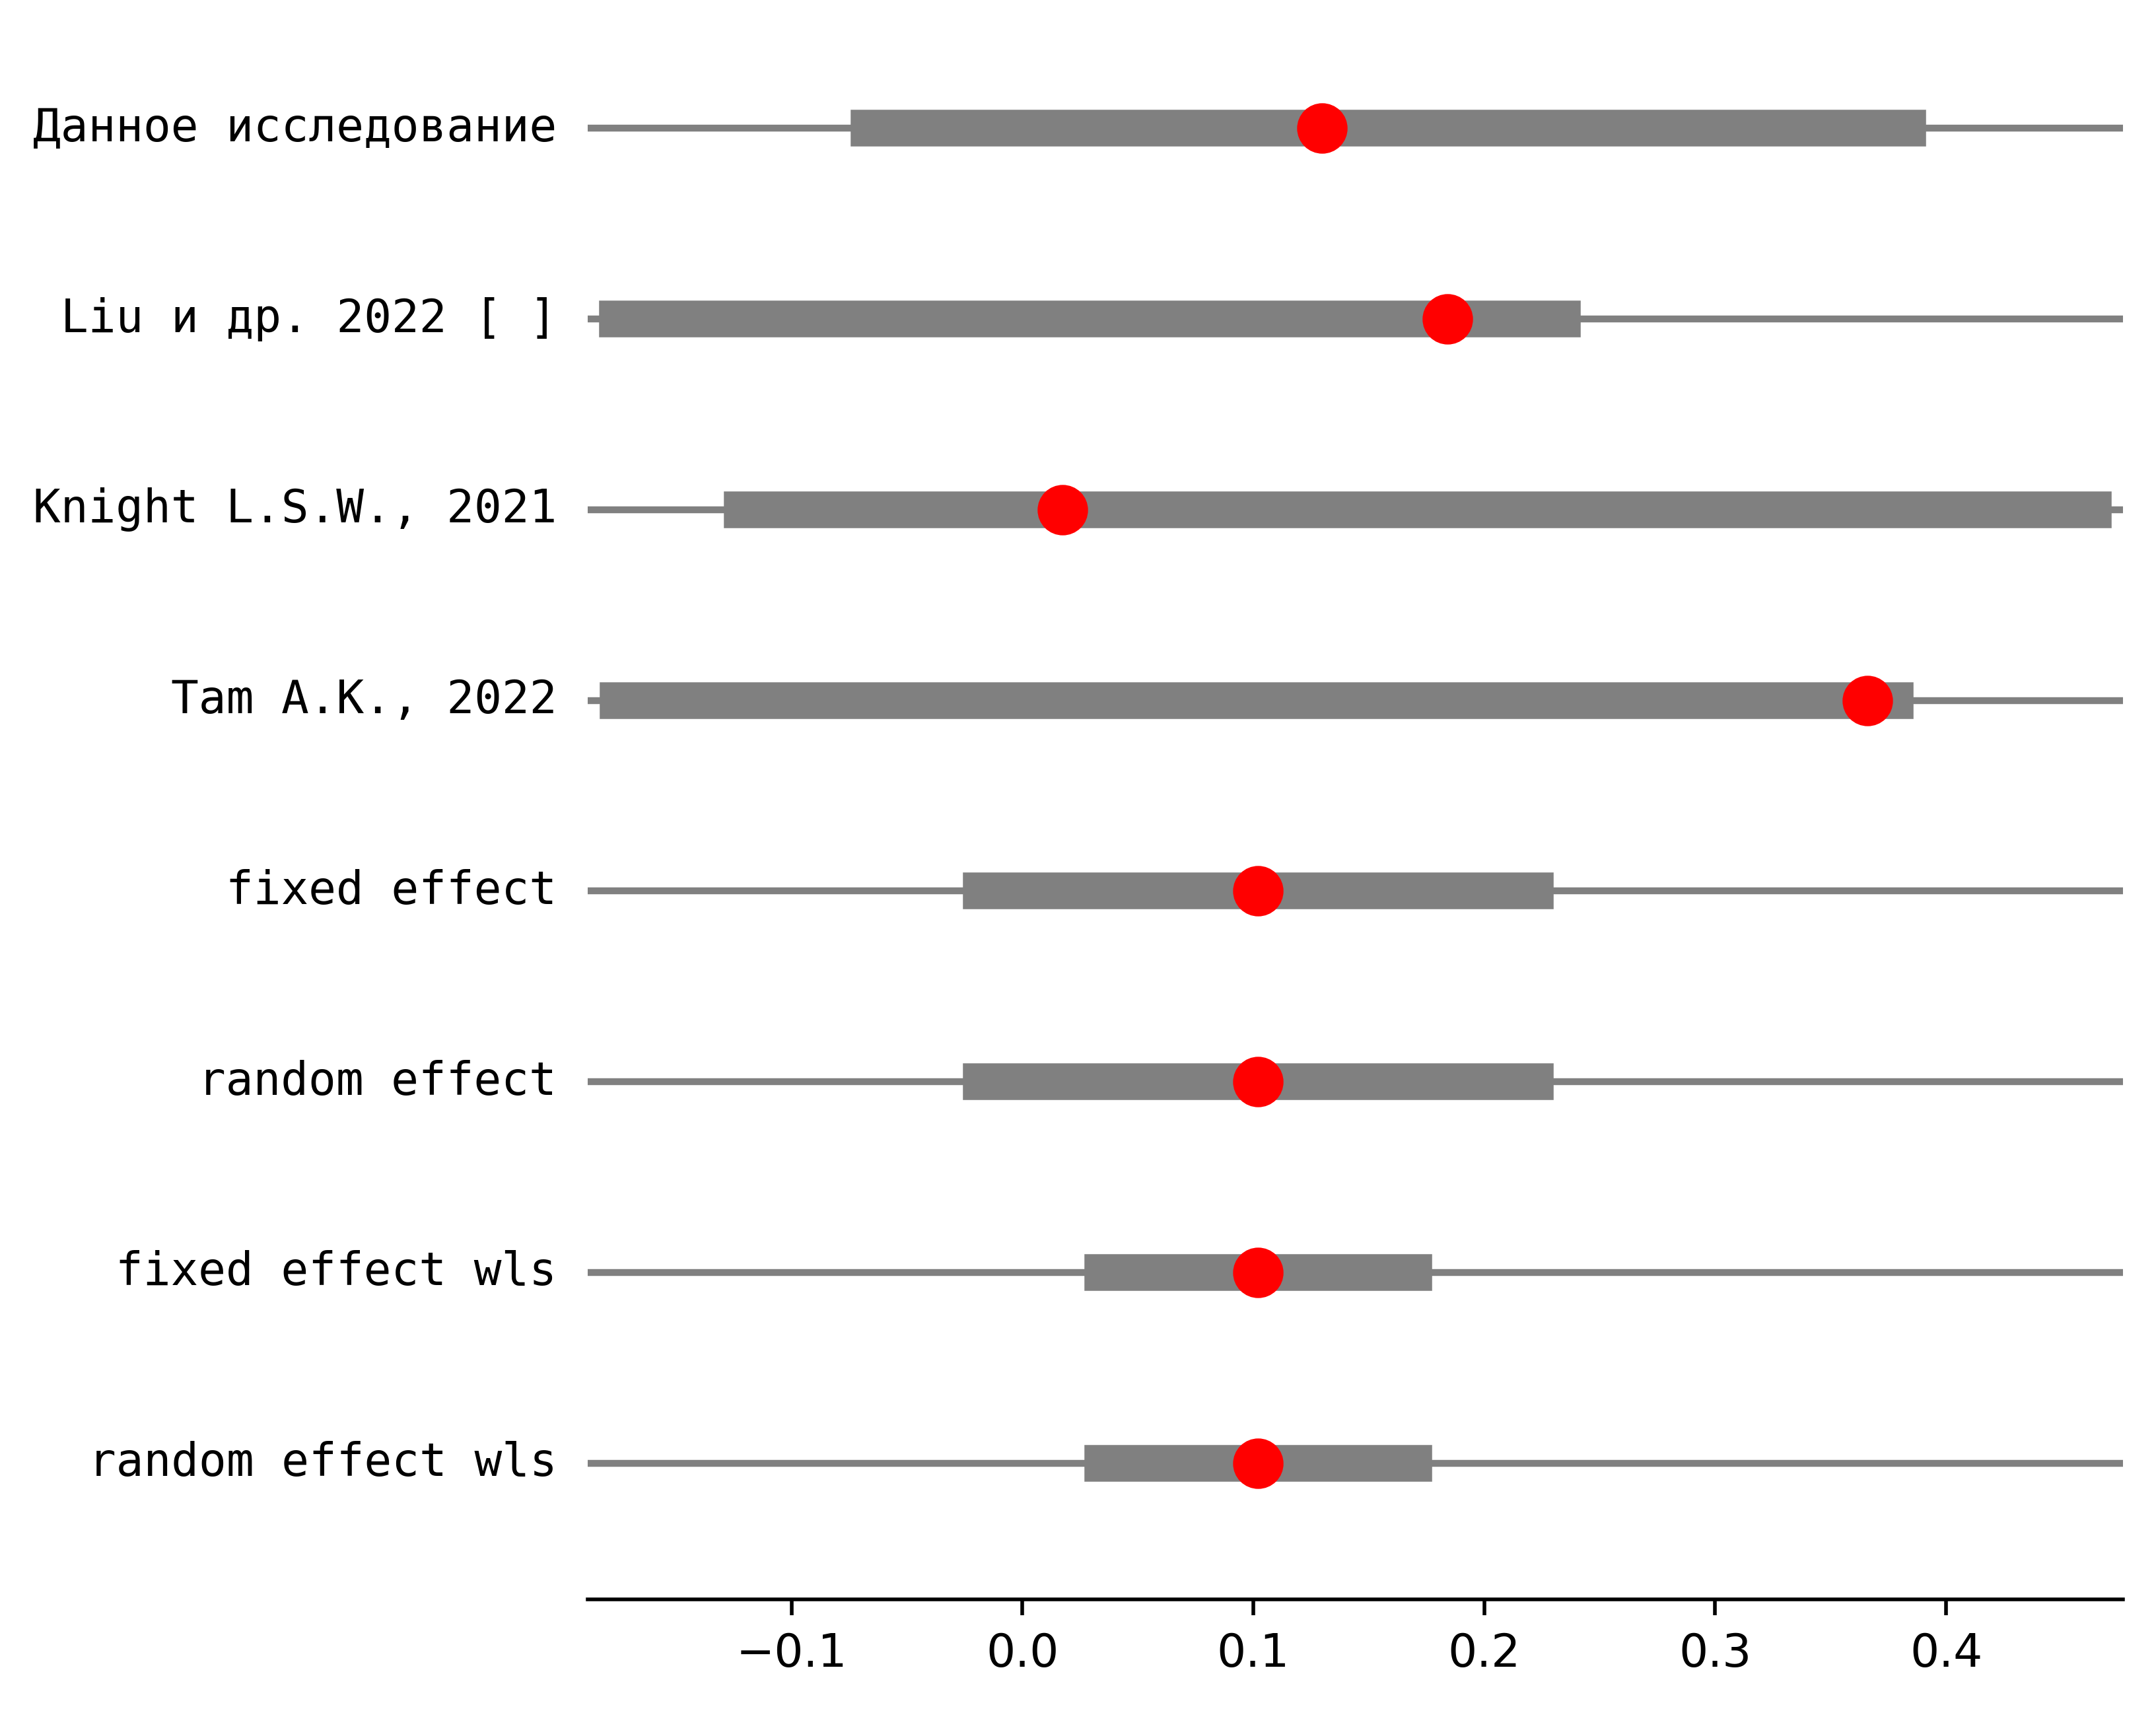 Данное исследование
Liu и др. 2022 [ ]
Knight L.S.W., 2021
Tam A.K., 2022
fixed effect
random effect
fixed effect wls
random effect wls
−0.1 0.0 0.1 0.2 0.3 0.4